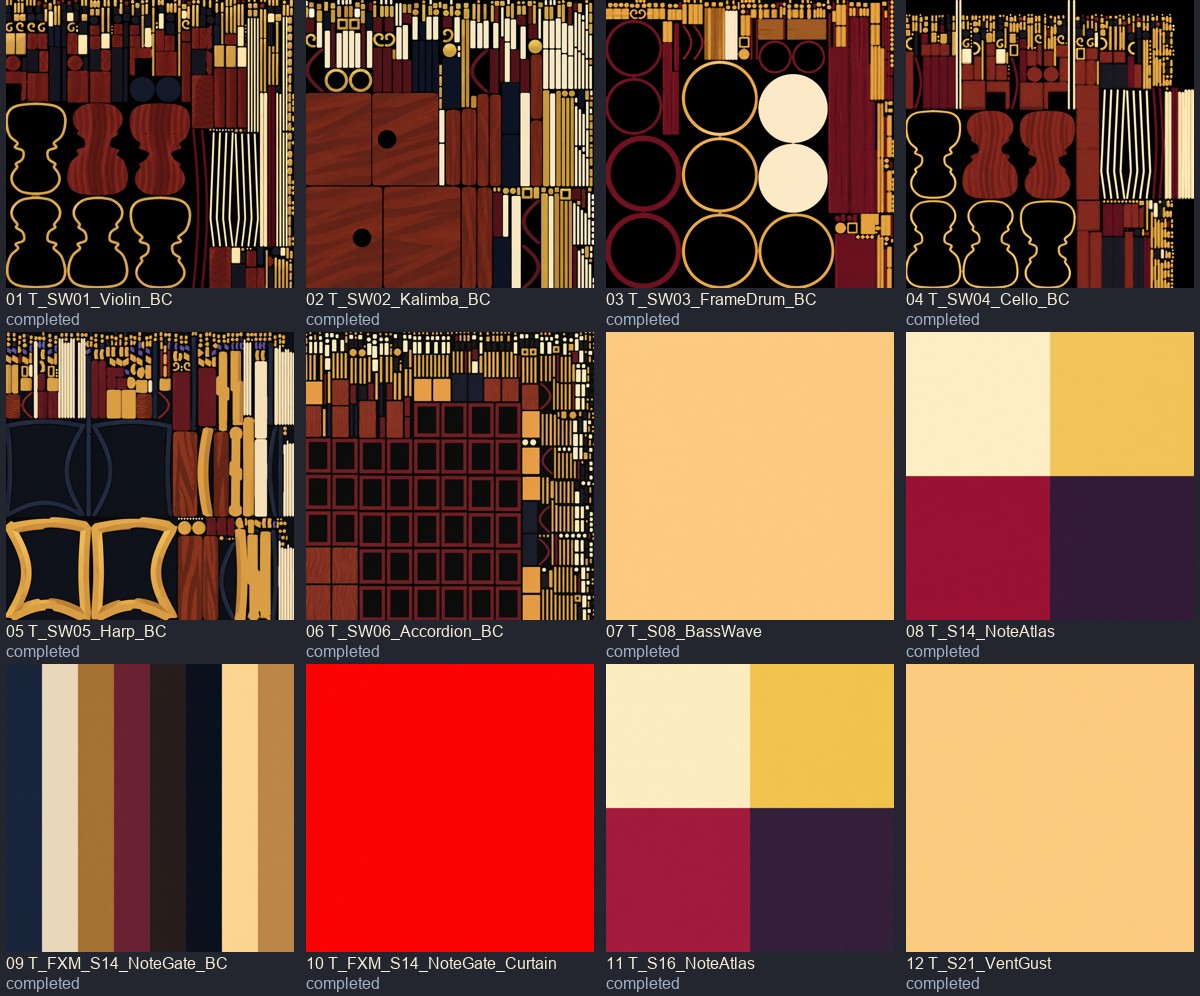 01 T_SW01_Violin_BC
completed
02 T_SW02_Kalimba_BC
completed
03 T_SW03_FrameDrum_BC
completed
04 T_SW04_Cello_BC
completed
05 T_SW05_Harp_BC
completed
06 T_SW06_Accordion_BC
completed
07 T_S08_BassWave
completed
08 T_S14_NoteAtlas
completed
09 T_FXM_S14_NoteGate_BC
completed
10 T_FXM_S14_NoteGate_Curtain
completed
11 T_S16_NoteAtlas
completed
12 T_S21_VentGust
completed